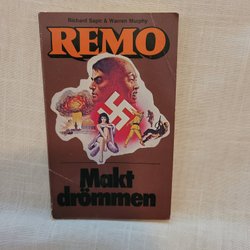 Richard Sapir & Warren Murphy
REMO
Makt
drömmen